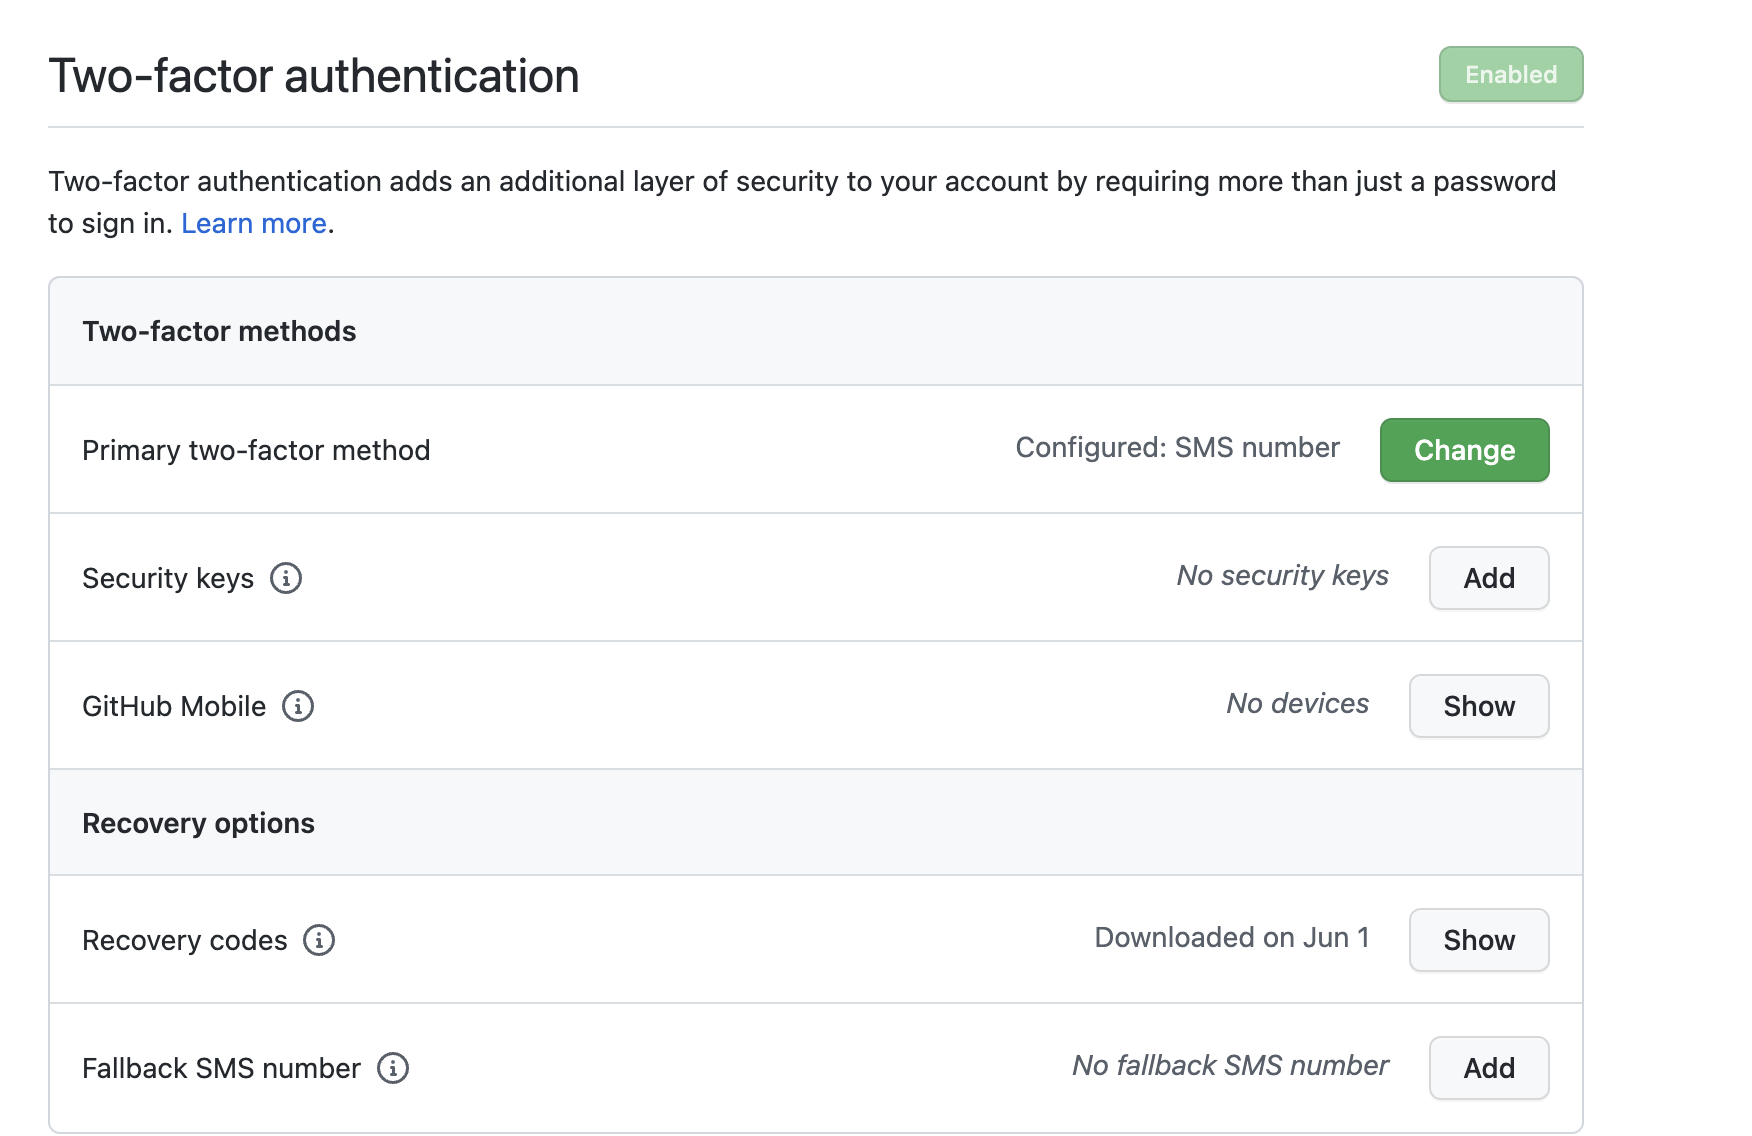 Two-factor authentication
Enabled
Two-factor authentication adds an additional layer of security to your account by requiring more than just a password
to sign in. Learn more.
Two-factor methods
Primary two-factor method
Configured: SMS number
Change
Security keys
No security keys
Add
GitHub Mobile
No devices
Show
Recovery options
Recovery codes
Downloaded on Jun 1
Show
Fallback SMS number
No fallback SMS number
Add